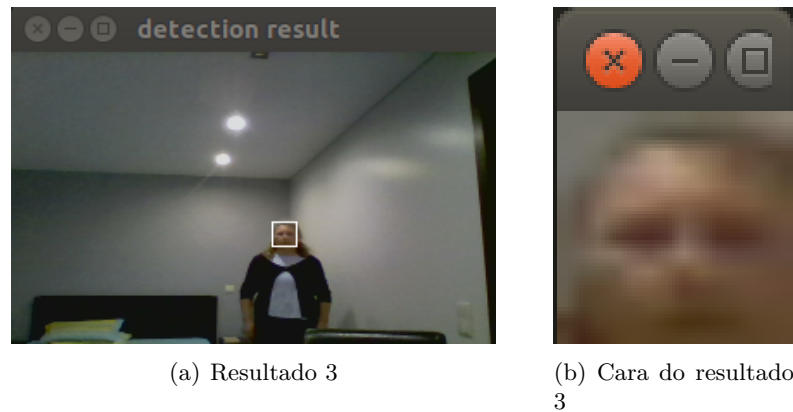 detection result
(a) Resultado 3
(b) Cara do resultado
3